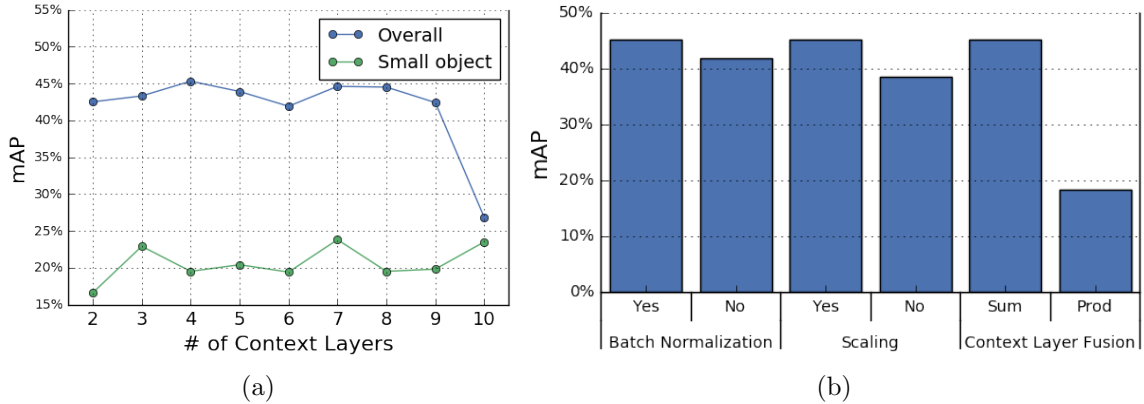 55%
50%
45%
40%
35%
30%
25%
20%
15%
mAP
Overall
Small object
2 3 4 5 6 7 8 9 10
# of Context Layers
(a)
50%
40%
30%
20%
10%
0%
mAP
Yes No Yes No Sum Prod
Batch Normalization Scaling Context Layer Fusion
(b)